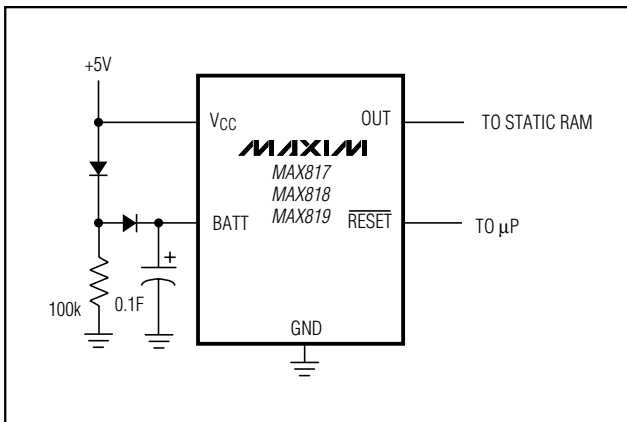 +5V
VCC
OUT
TO STATIC RAM
MAXIM
MAX817
MAX818
MAX819
BATT
RESET
TO μP
+
100k
0.1F
GND